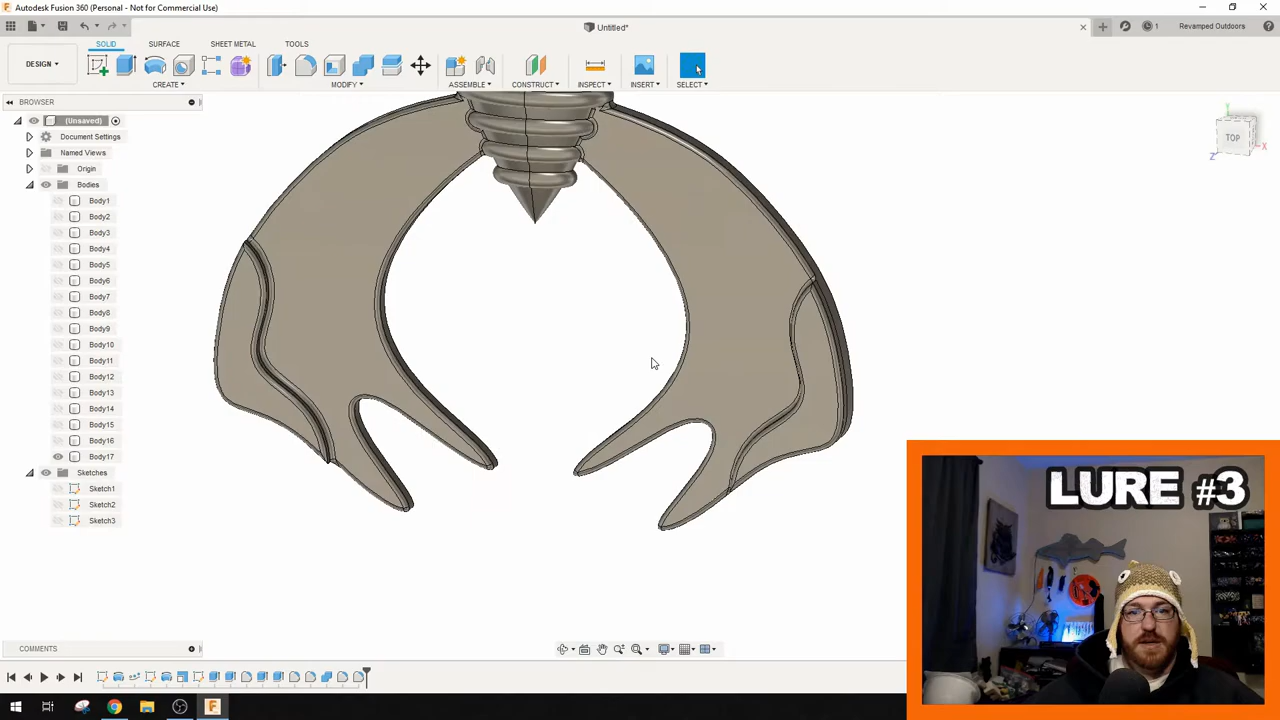 Autodesk Fusion 360 (Personal - Not for Commercial Use)
Untitled*
1
Revamped Outdoors
SOLID
SURFACE
SHEET METAL
TOOLS
DESIGN
CREATE
MODIFY
ASSEMBLE
CONSTRUCT
INSPECT
INSERT
SELECT
BROWSER
(Unsaved)
Document Settings
Named Views
Origin
Bodies
Body1
Body2
Body3
Body4
Body5
Body6
Body7
Body8
Body9
Body10
Body11
Body12
Body13
Body14
Body15
Body16
Body17
Sketches
Sketch1
Sketch2
Sketch3
TOP
Z
X
LURE #3
COMMENTS